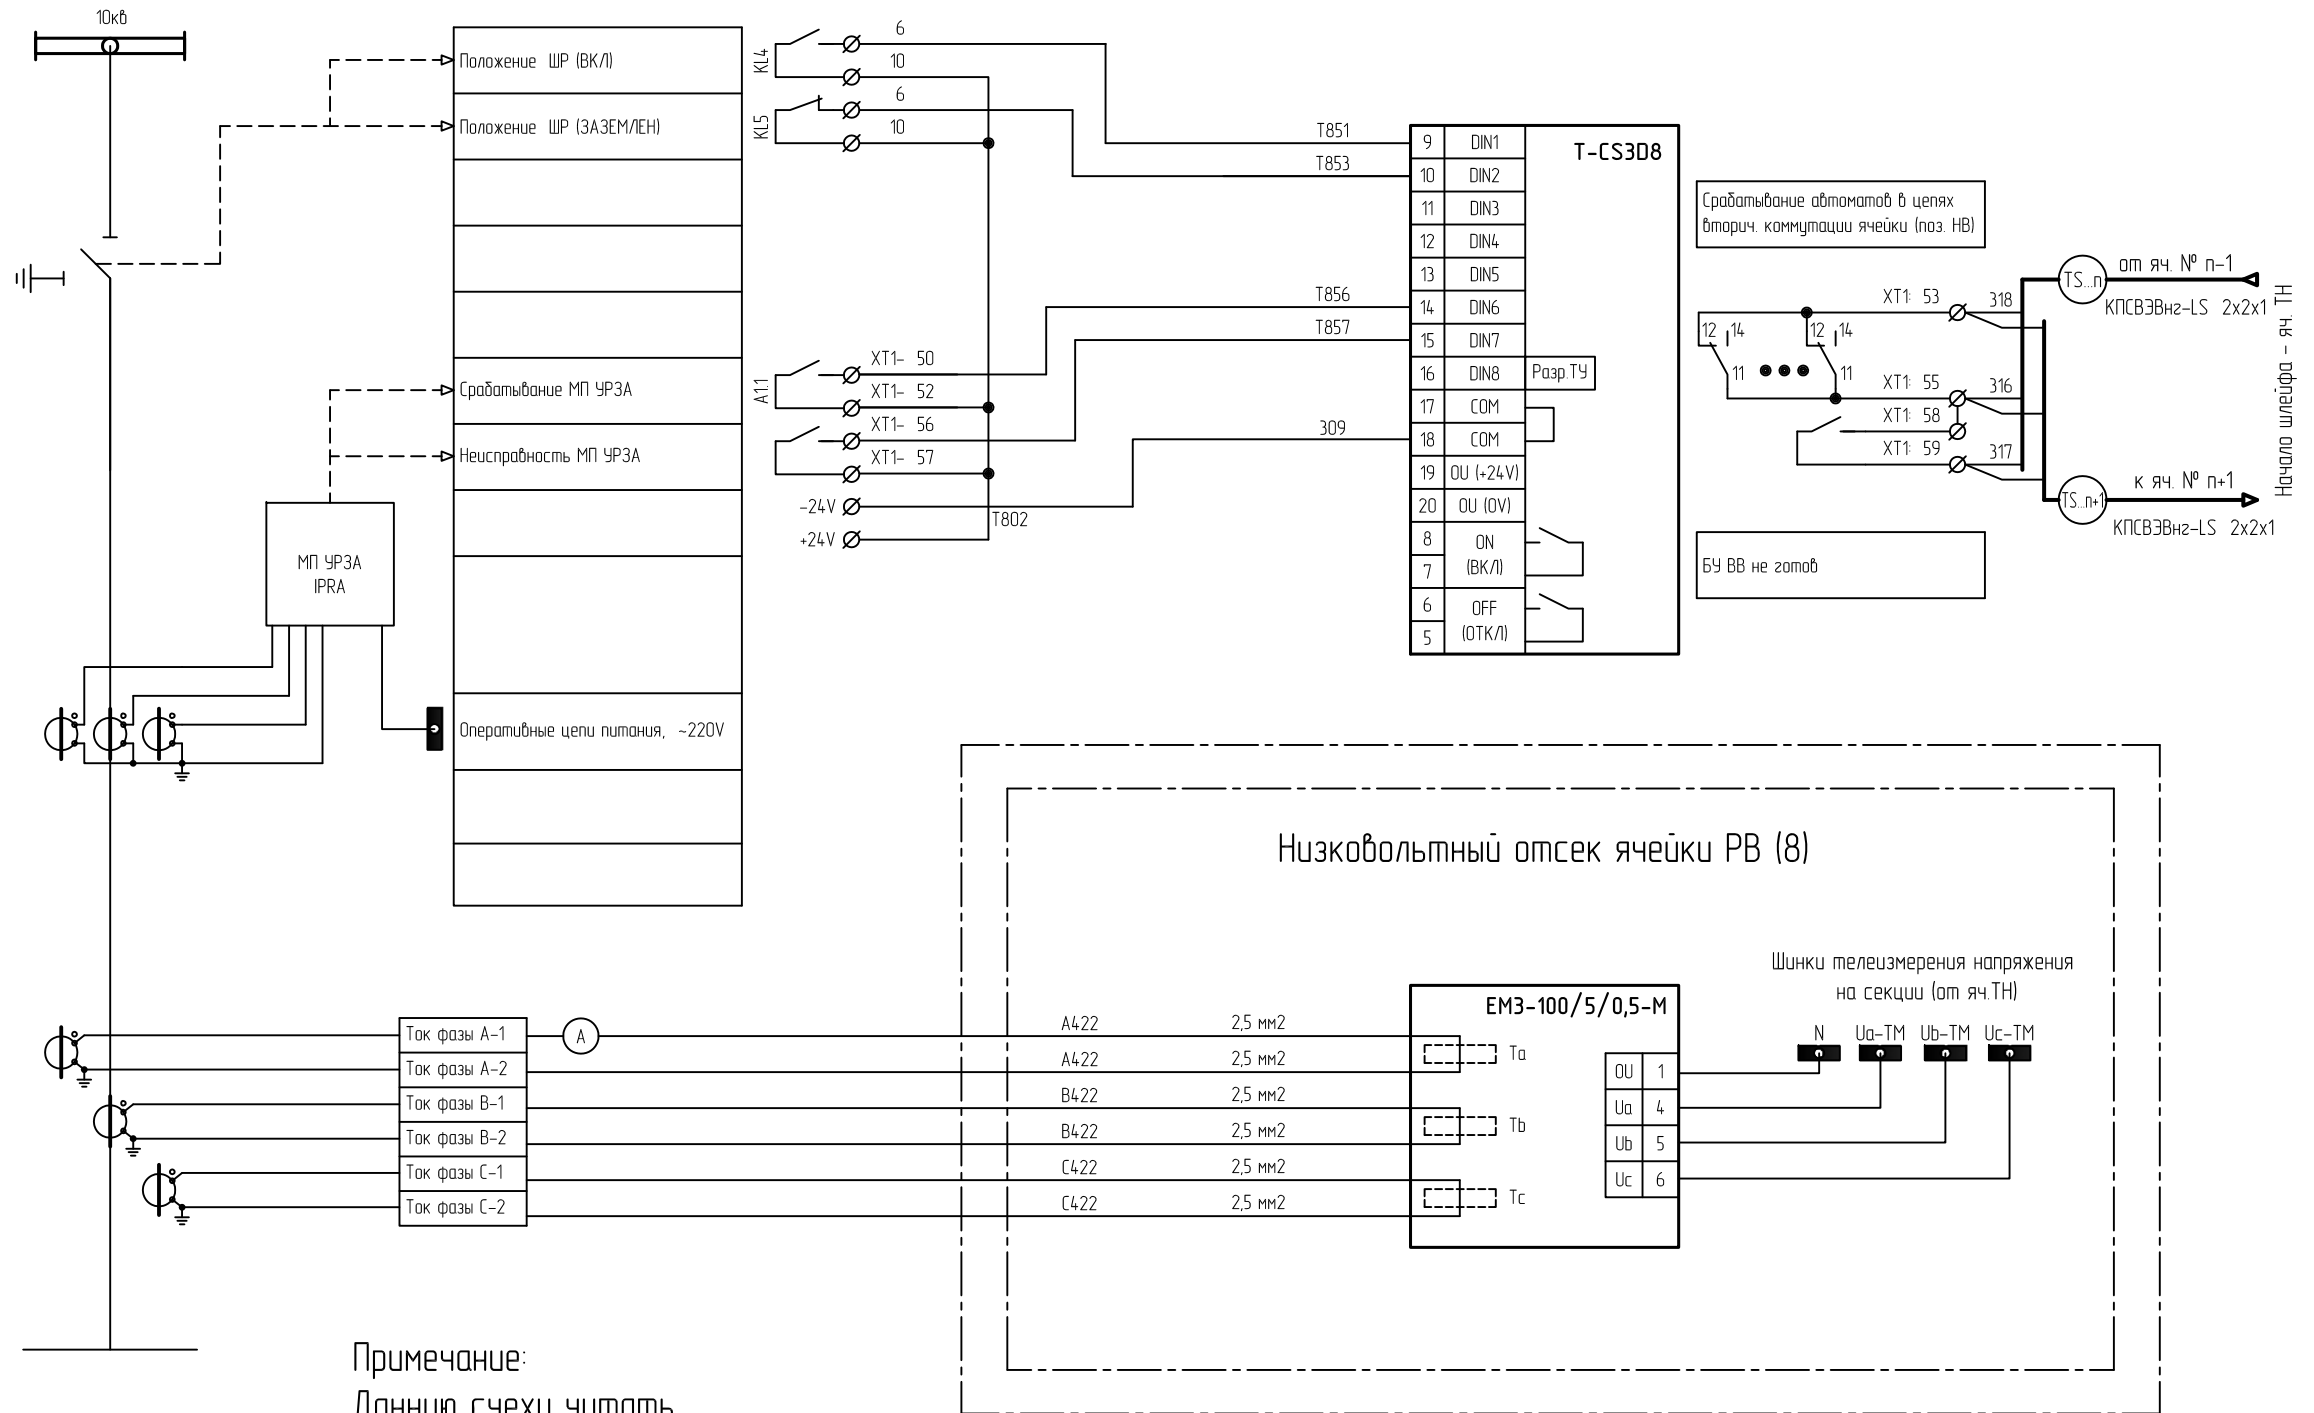 10кВ
Положение ШР (ВКЛ)
Положение ШР (ЗАЗЕМЛЕН)
Срабатывание МП УРЗА
Неисправность МП УРЗА
Оперативные цепи питания, ~220V
МП УРЗА
IPRA
KL4
6
10
KL5
6
10
A1.1
XT1- 50
XT1- 52
XT1- 56
XT1- 57
-24V
+24V
T802
T851
T853
T856
T857
309
T-CS3D8
9 DIN1
10 DIN2
11 DIN3
12 DIN4
13 DIN5
14 DIN6
15 DIN7
16 DIN8 Разр.ТУ
17 COM
18 COM
19 OU (+24V)
20 OU (0V)
8 ON
7 (ВКЛ)
6 OFF
5 (ОТКЛ)
Срабатывание автоматов в цепях
вторич. коммутации ячейки (поз. НВ)
12 14
11
12 14
11
XT1: 53
318
XT1: 55
316
XT1: 58
XT1: 59
317
TS...n
от яч. № n-1
КПСВЭВнг-LS 2x2x1
TS...n+1
к яч. № n+1
КПСВЭВнг-LS 2x2x1
Начало шлейфа - яч. ТН
БУ ВВ не готов
Низковольтный отсек ячейки РВ (8)
Шинки телеизмерения напряжения
на секции (от яч.ТН)
N Ua-TM Ub-TM Uc-TM
EM3-100/5/0,5-M
Ta
Tb
Tc
OU 1
Ua 4
Ub 5
Uc 6
Ток фазы А-1
Ток фазы А-2
Ток фазы В-1
Ток фазы В-2
Ток фазы С-1
Ток фазы С-2
A
A422 2,5 мм2
A422 2,5 мм2
B422 2,5 мм2
B422 2,5 мм2
C422 2,5 мм2
C422 2,5 мм2
Примечание:
Данную схему читать